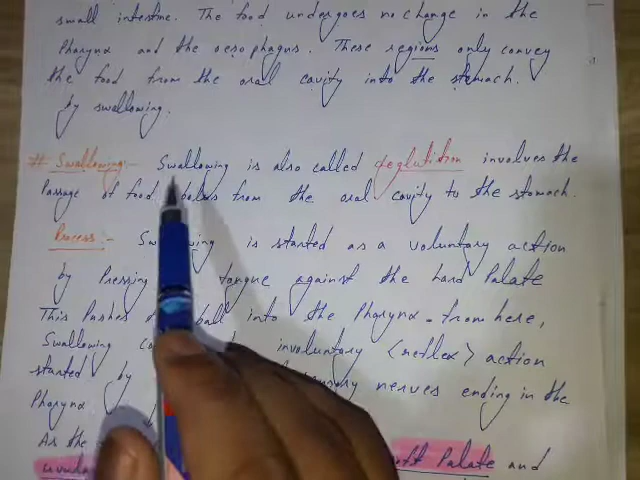 small intestine. The food undergoes no change in the
Pharynx and the oesophagus. These regions only convey
the food from the oral cavity into the stomach.
by swallowing.
# Swallowing:- Swallowing is also called deglutition involves the
Passage of food bolus from the oral cavity to the stomach.
Process:- is started as a voluntary action
by Pressing tongue against the hard Palate
This Pushes ball into the Pharynx. from here,
Swallowing involuntary <reflex> action
started by sensory nerves ending in the
Pharynx
As the soft Palate and